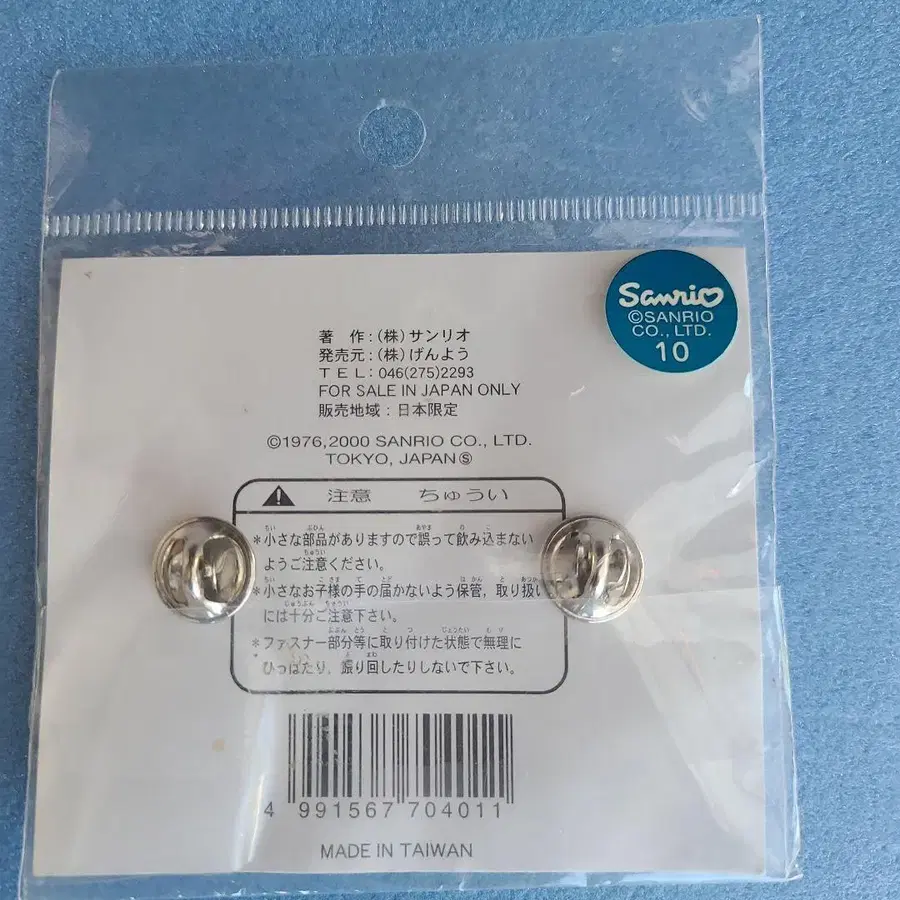 Sanrio
©SANRIO
CO., LTD.
10
著 作:(株)サンリオ
発売元:(株)げんよう
TEL:046(275)2293
FOR SALE IN JAPAN ONLY
販売地域:日本限定
©1976,2000 SANRIO CO., LTD.
TOKYO, JAPAN Ⓢ
注意 ちゅうい
*小さな部品がありますので誤って飲み込まない
ようご注意ください。
*小さなお子様の手の届かないよう保管,取り扱い
には十分ご注意下さい。
*ファスナー部分等に取り付けた状態で無理に
ひっぱたり,振り回したりしないで下さい。
4 991567 704011
MADE IN TAIWAN